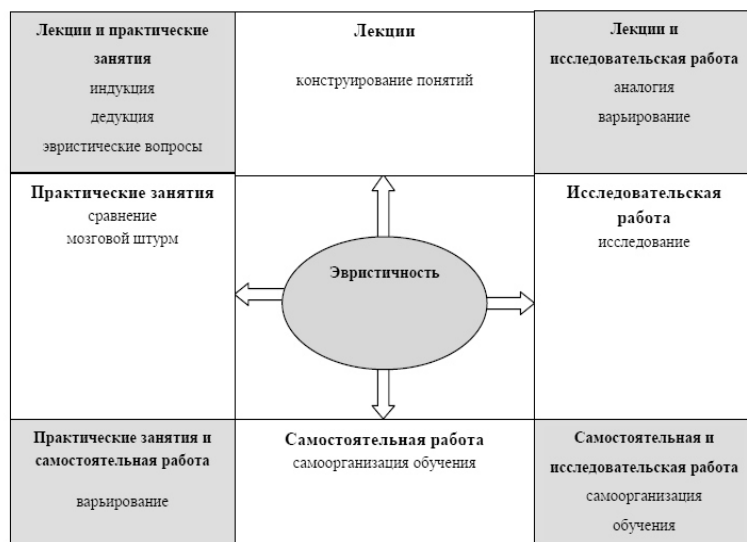 Лекции и практические
занятия
индукция
дедукция
эвристические вопросы
Лекции
конструирование понятий
Лекции и
исследовательская работа
аналогия
варьирование
Практические занятия
сравнение
мозговой штурм
Эвристичность
Исследовательская
работа
исследование
Практические занятия и
самостоятельная работа
варьирование
Самостоятельная работа
самоорганизация обучения
Самостоятельная и
исследовательская работа
самоорганизация
обучения